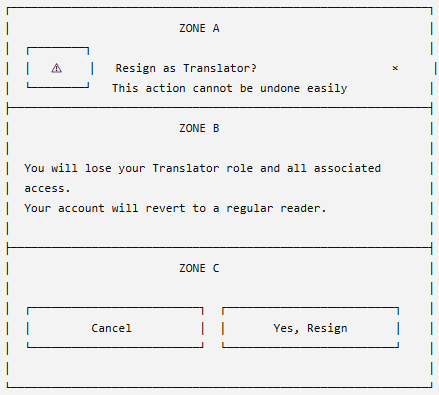 ZONE A
⚠ Resign as Translator? ×
This action cannot be undone easily
ZONE B
You will lose your Translator role and all associated
access.
Your account will revert to a regular reader.
ZONE C
Cancel Yes, Resign